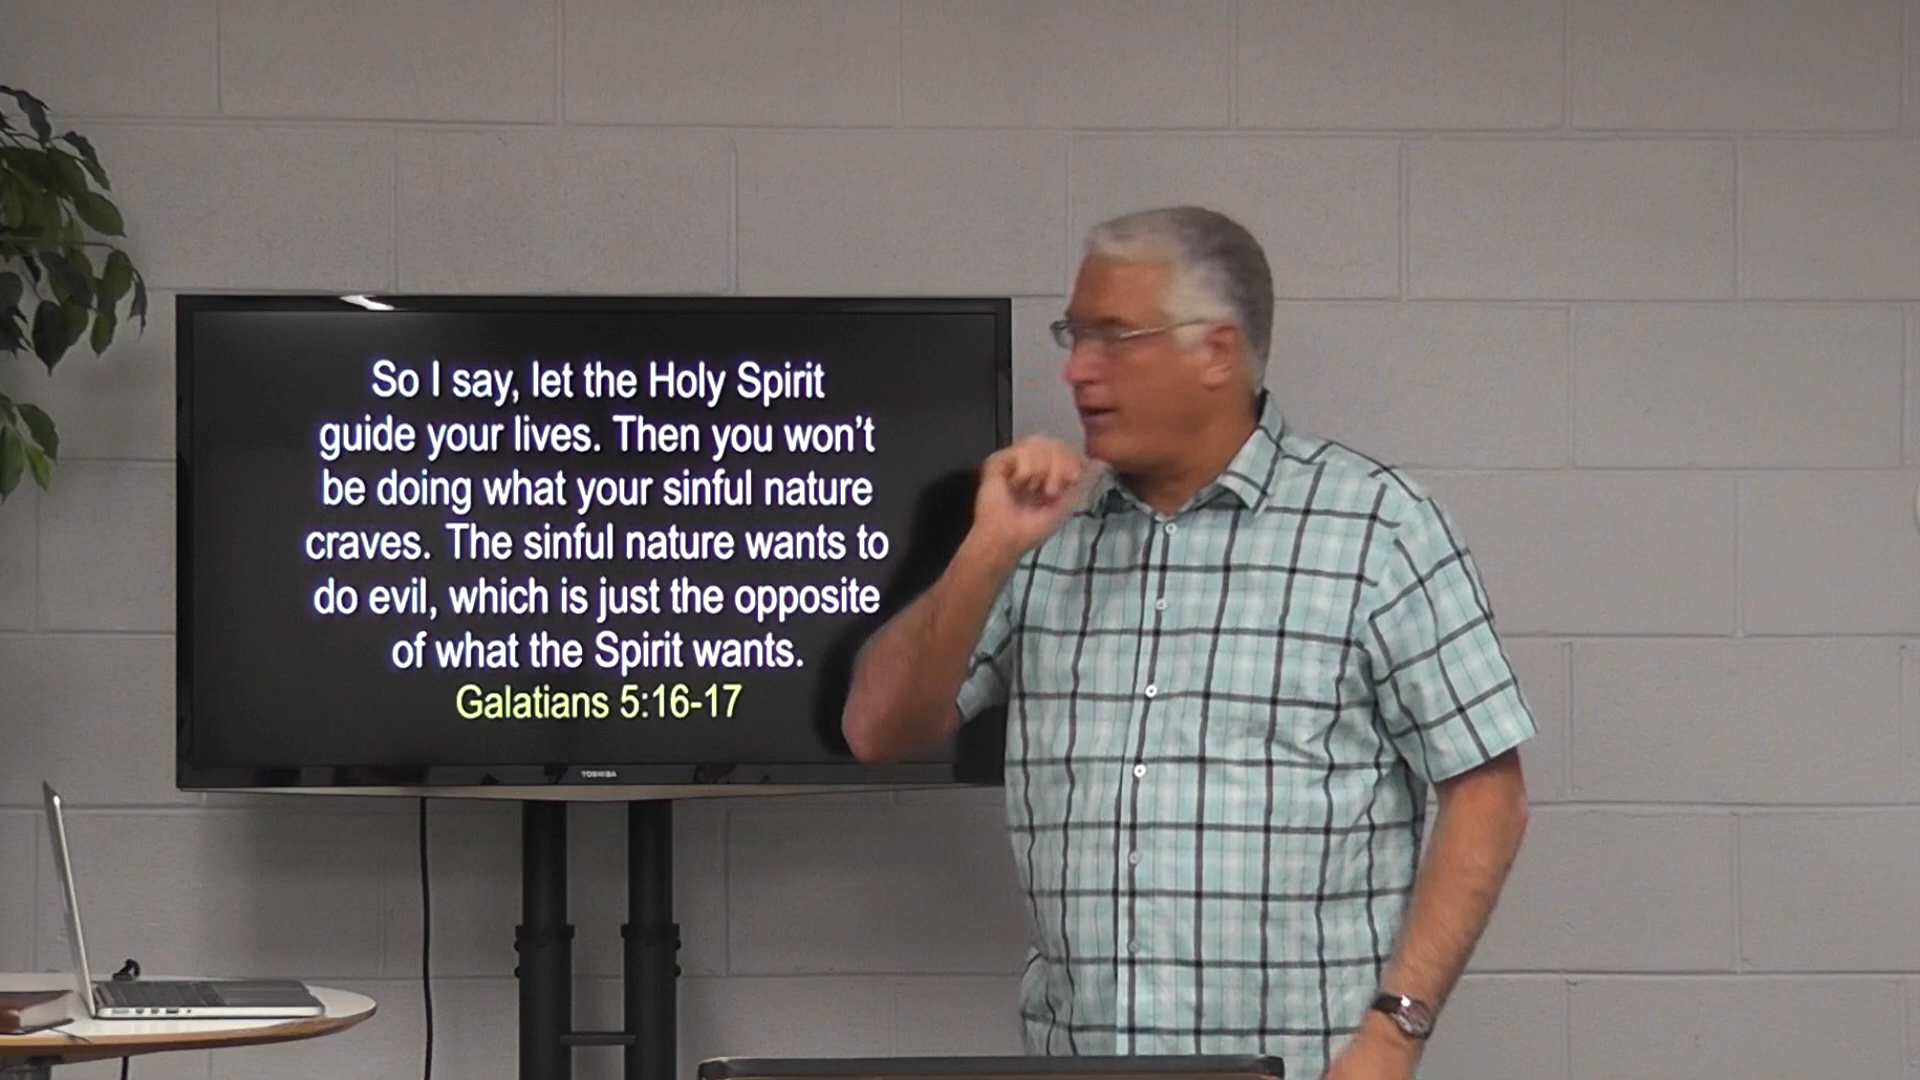 So I say, let the Holy Spirit
guide your lives. Then you won't
be doing what your sinful nature
craves. The sinful nature wants to
do evil, which is just the opposite
of what the Spirit wants.
Galatians 5:16-17
TOSHIBA